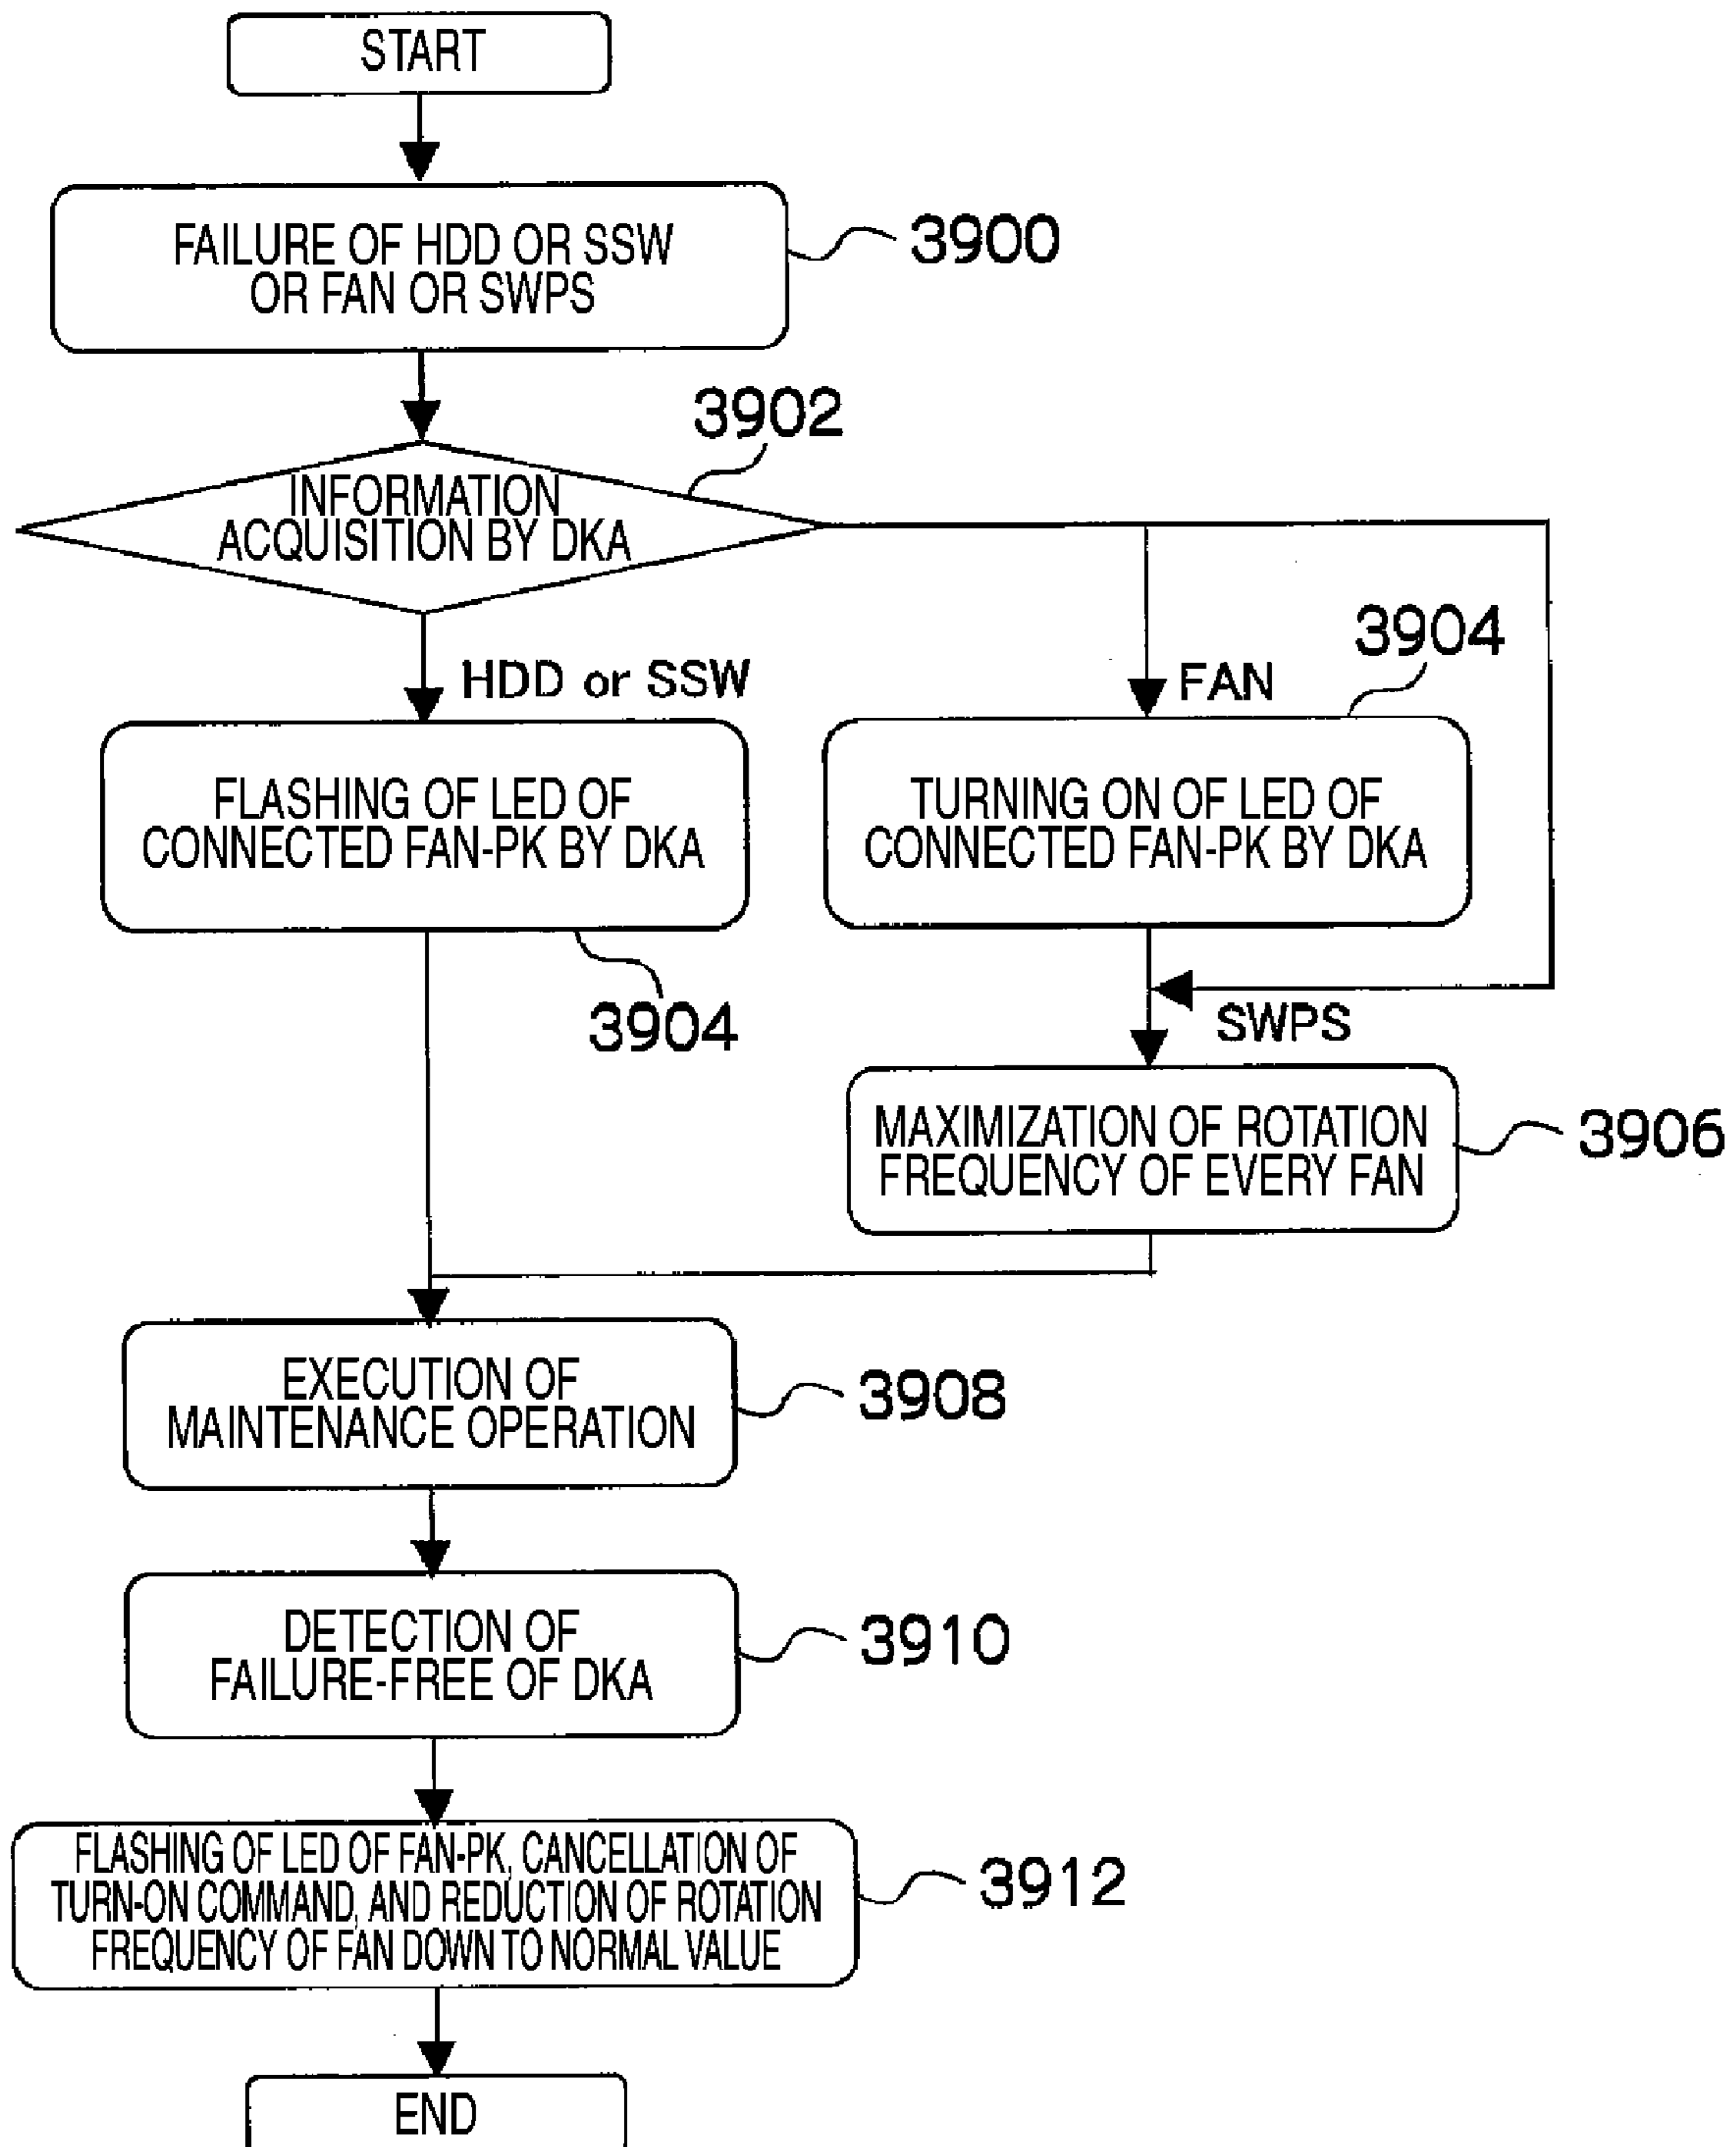 START
FAILURE OF HDD OR SSW
OR FAN OR SWPS
3900
3902
INFORMATION
ACQUISITION BY DKA
HDD or SSW
FAN
3904
FLASHING OF LED OF
CONNECTED FAN-PK BY DKA
3904
TURNING ON OF LED OF
CONNECTED FAN-PK BY DKA
SWPS
MAXIMIZATION OF ROTATION
FREQUENCY OF EVERY FAN
3906
EXECUTION OF
MAINTENANCE OPERATION
3908
DETECTION OF
FAILURE-FREE OF DKA
3910
FLASHING OF LED OF FAN-PK, CANCELLATION OF
TURN-ON COMMAND, AND REDUCTION OF ROTATION
FREQUENCY OF FAN DOWN TO NORMAL VALUE
3912
END